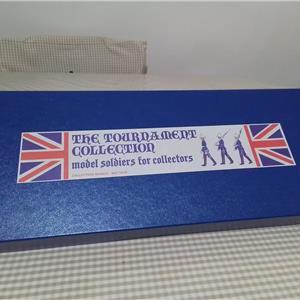 THE TOURNAMENT
COLLECTION
model soldiers for collectors